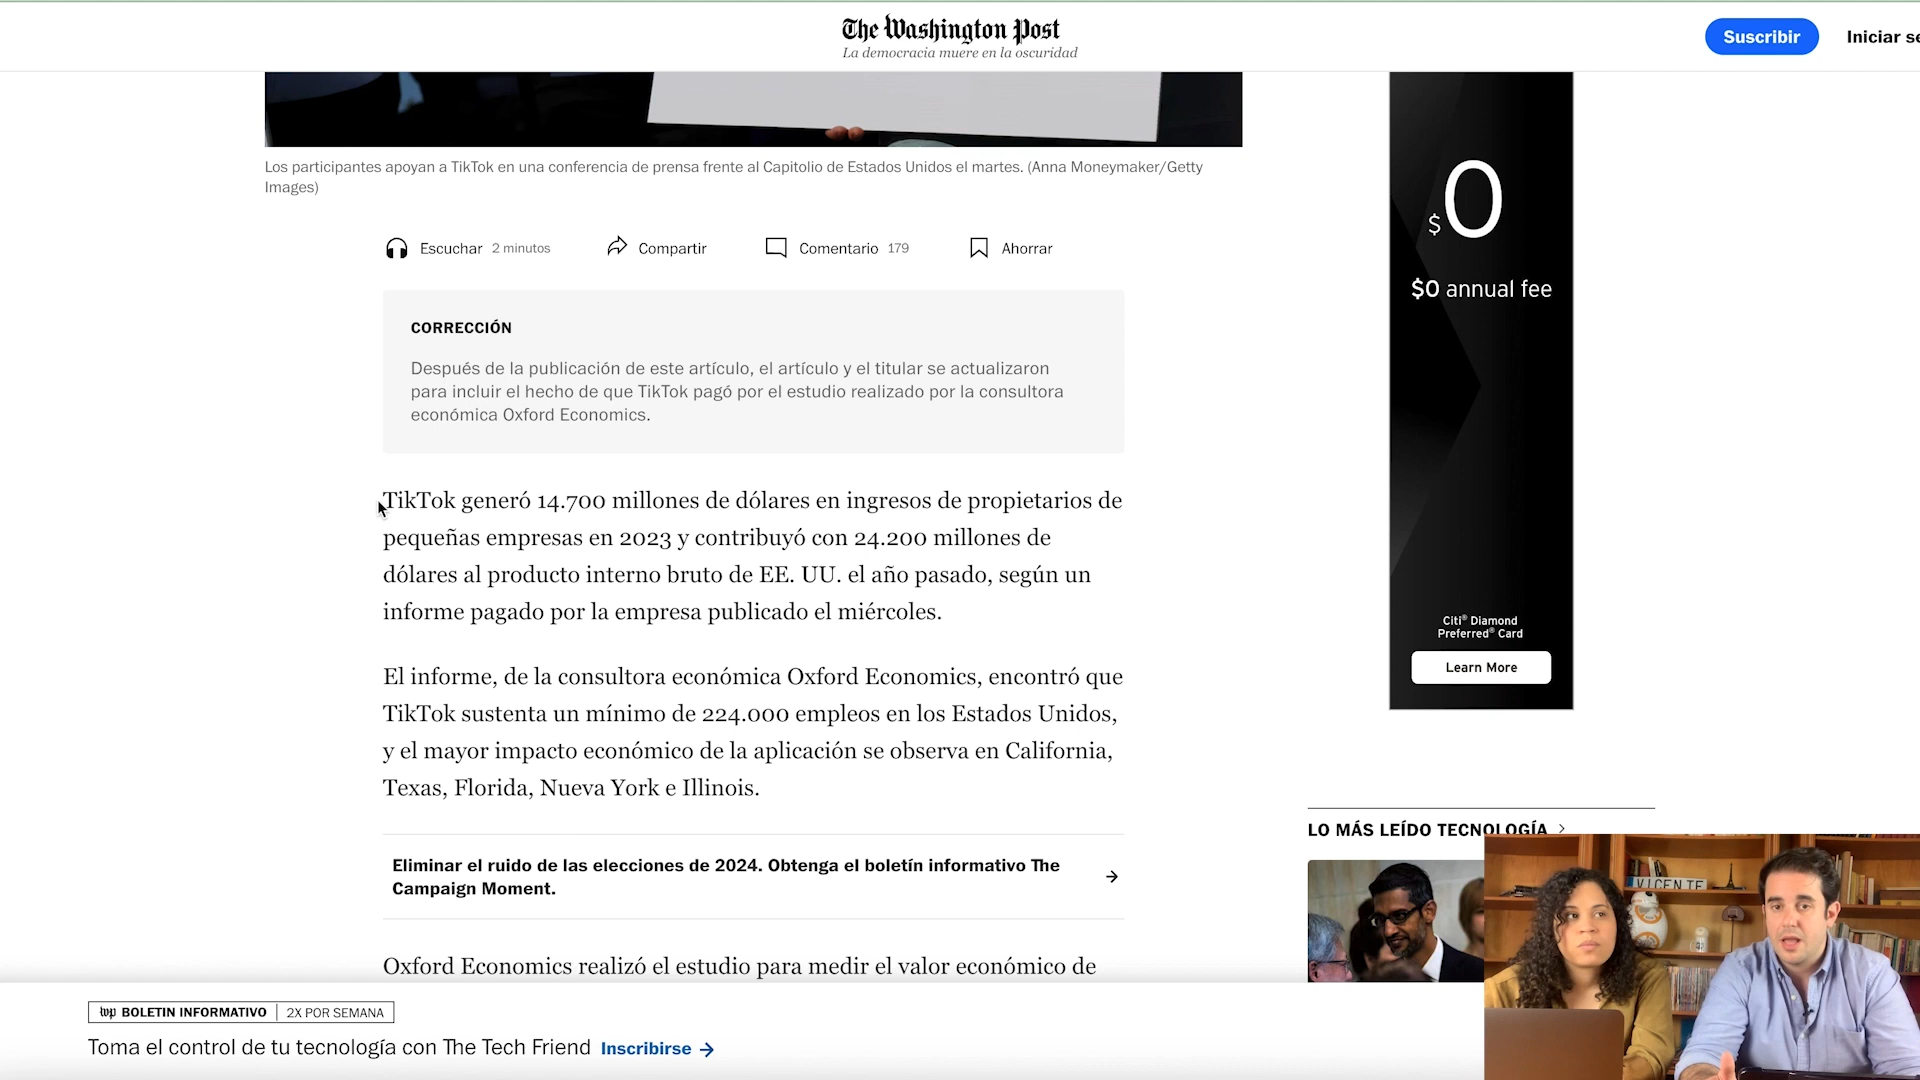 The Washington Post
La democracia muere en la oscuridad
Suscribir
Iniciar se
Los participantes apoyan a TikTok en una conferencia de prensa frente al Capitolio de Estados Unidos el martes. (Anna Moneymaker/Getty
Images)
Escuchar 2 minutos
Compartir
Comentario 179
Ahorrar
CORRECCIÓN
Después de la publicación de este artículo, el artículo y el titular se actualizaron
para incluir el hecho de que TikTok pagó por el estudio realizado por la consultora
económica Oxford Economics.
TikTok generó 14.700 millones de dólares en ingresos de propietarios de
pequeñas empresas en 2023 y contribuyó con 24.200 millones de
dólares al producto interno bruto de EE. UU. el año pasado, según un
informe pagado por la empresa publicado el miércoles.
El informe, de la consultora económica Oxford Economics, encontró que
TikTok sustenta un mínimo de 224.000 empleos en los Estados Unidos,
y el mayor impacto económico de la aplicación se observa en California,
Texas, Florida, Nueva York e Illinois.
Eliminar el ruido de las elecciones de 2024. Obtenga el boletín informativo The
Campaign Moment.
Oxford Economics realizó el estudio para medir el valor económico de
$0
$0 annual fee
Citi® Diamond
Preferred® Card
Learn More
LO MÁS LEÍDO TECNOLOGÍA
VICENTE
wp BOLETIN INFORMATIVO | 2X POR SEMANA
Toma el control de tu tecnología con The Tech Friend Inscribirse